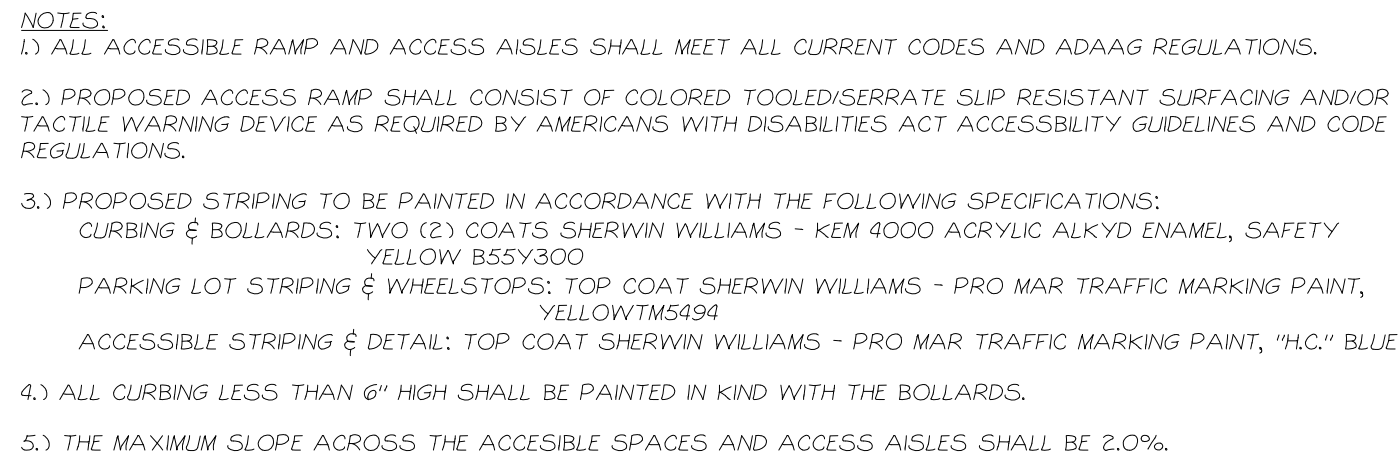 NOTES:
1.) ALL ACCESSIBLE RAMP AND ACCESS AISLES SHALL MEET ALL CURRENT CODES AND ADAAG REGULATIONS.
2.) PROPOSED ACCESS RAMP SHALL CONSIST OF COLORED TOOLED/SERRATE SLIP RESISTANT SURFACING AND/OR
TACTILE WARNING DEVICE AS REQUIRED BY AMERICANS WITH DISABILITIES ACT ACCESSBILITY GUIDELINES AND CODE
REGULATIONS.
3.) PROPOSED STRIPING TO BE PAINTED IN ACCORDANCE WITH THE FOLLOWING SPECIFICATIONS:
CURBING & BOLLARDS: TWO (2) COATS SHERWIN WILLIAMS - KEM 4000 ACRYLIC ALKYD ENAMEL, SAFETY
YELLOW B55Y300
PARKING LOT STRIPING & WHEELSTOPS: TOP COAT SHERWIN WILLIAMS - PRO MAR TRAFFIC MARKING PAINT,
YELLOWTM5494
ACCESSIBLE STRIPING & DETAIL: TOP COAT SHERWIN WILLIAMS - PRO MAR TRAFFIC MARKING PAINT, "H.C." BLUE
4.) ALL CURBING LESS THAN 6" HIGH SHALL BE PAINTED IN KIND WITH THE BOLLARDS.
5.) THE MAXIMUM SLOPE ACROSS THE ACCESIBLE SPACES AND ACCESS AISLES SHALL BE 2.0%.